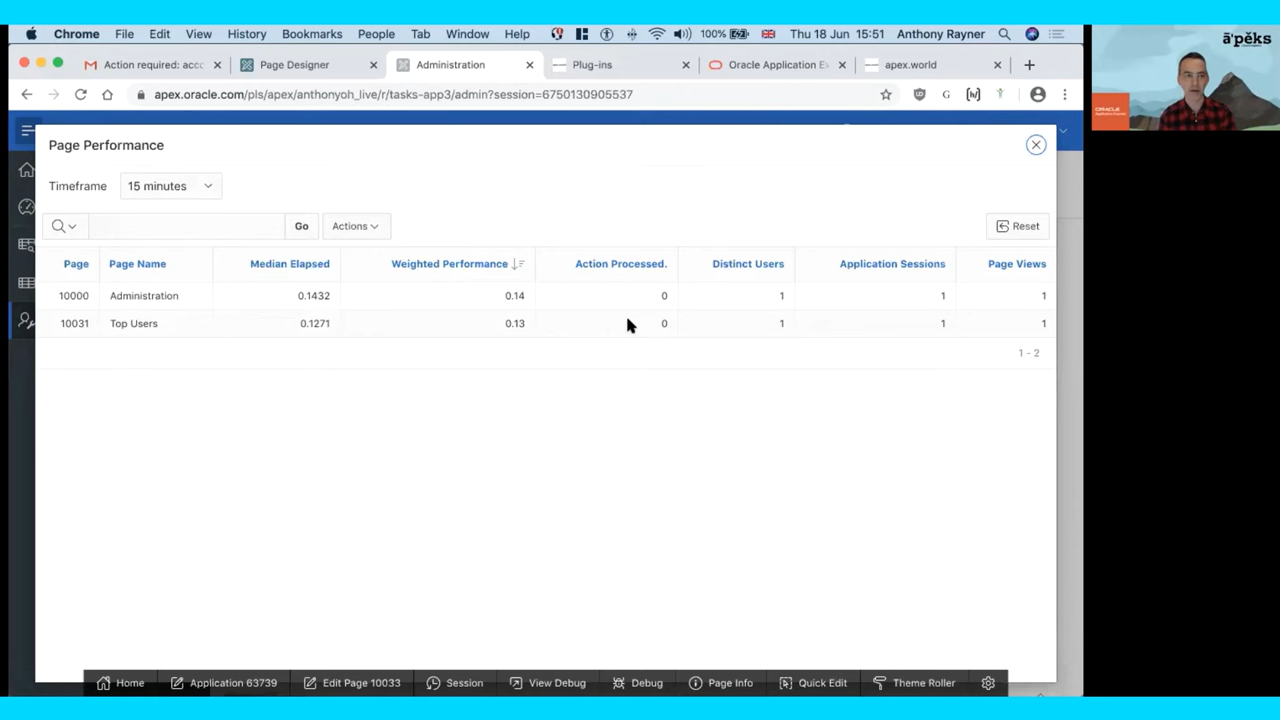 Chrome File Edit View History Bookmarks People Tab Window Help 100% Thu 18 Jun 15:51 Anthony Rayner
āˈpěks
Action required: acc Page Designer Administration Plug-ins Oracle Application Ex apex.world
apex.oracle.com/pls/apex/anthonyoh_live/r/tasks-app3/admin?session=6750130905537
ORACLE
Page Performance
Timeframe 15 minutes
Go Actions Reset
Page Page Name Median Elapsed Weighted Performance Action Processed. Distinct Users Application Sessions Page Views
10000 Administration 0.1432 0.14 0 1 1 1
10031 Top Users 0.1271 0.13 0 1 1 1
1 - 2
Home Application 63739 Edit Page 10033 Session View Debug Debug Page Info Quick Edit Theme Roller